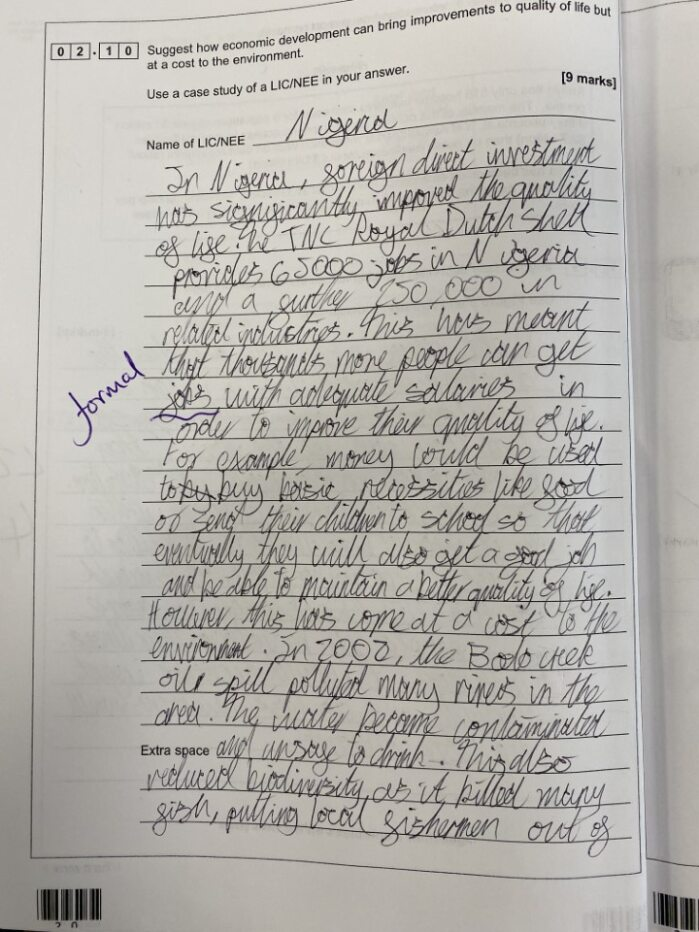 02.10 Suggest how economic development can bring improvements to quality of life but
at a cost to the environment.
Use a case study of a LIC/NEE in your answer.
[9 marks]
Name of LIC/NEE Nigeria
In Nigeria, foreign direct investment
has significantly improved the quality
of life. The TNC Royal Dutch Shell
provides 65000 jobs in Nigeria
and a further 250,000 in
related industries. This has meant
that thousands more people can get
formal
jobs with adequate salaries in
order to improve their quality of life.
For example, money could be used
to buy basic necessities like food
or send their children to school so that
eventually they will also get a good job
and be able to maintain a better quality of life.
However, this has come at a cost to the
environment. In 2002, the Bodo creek
oil spill polluted many rivers in the
area. The water became contaminated
Extra space and unsafe to drink. This also
reduced biodiversity, as it killed many
fish, putting local fishermen out of